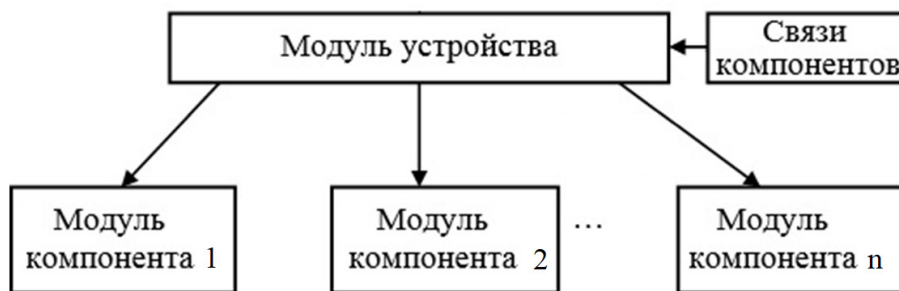 Модуль устройства
Связи
компонентов
Модуль
компонента 1
Модуль
компонента 2
...
Модуль
компонента n